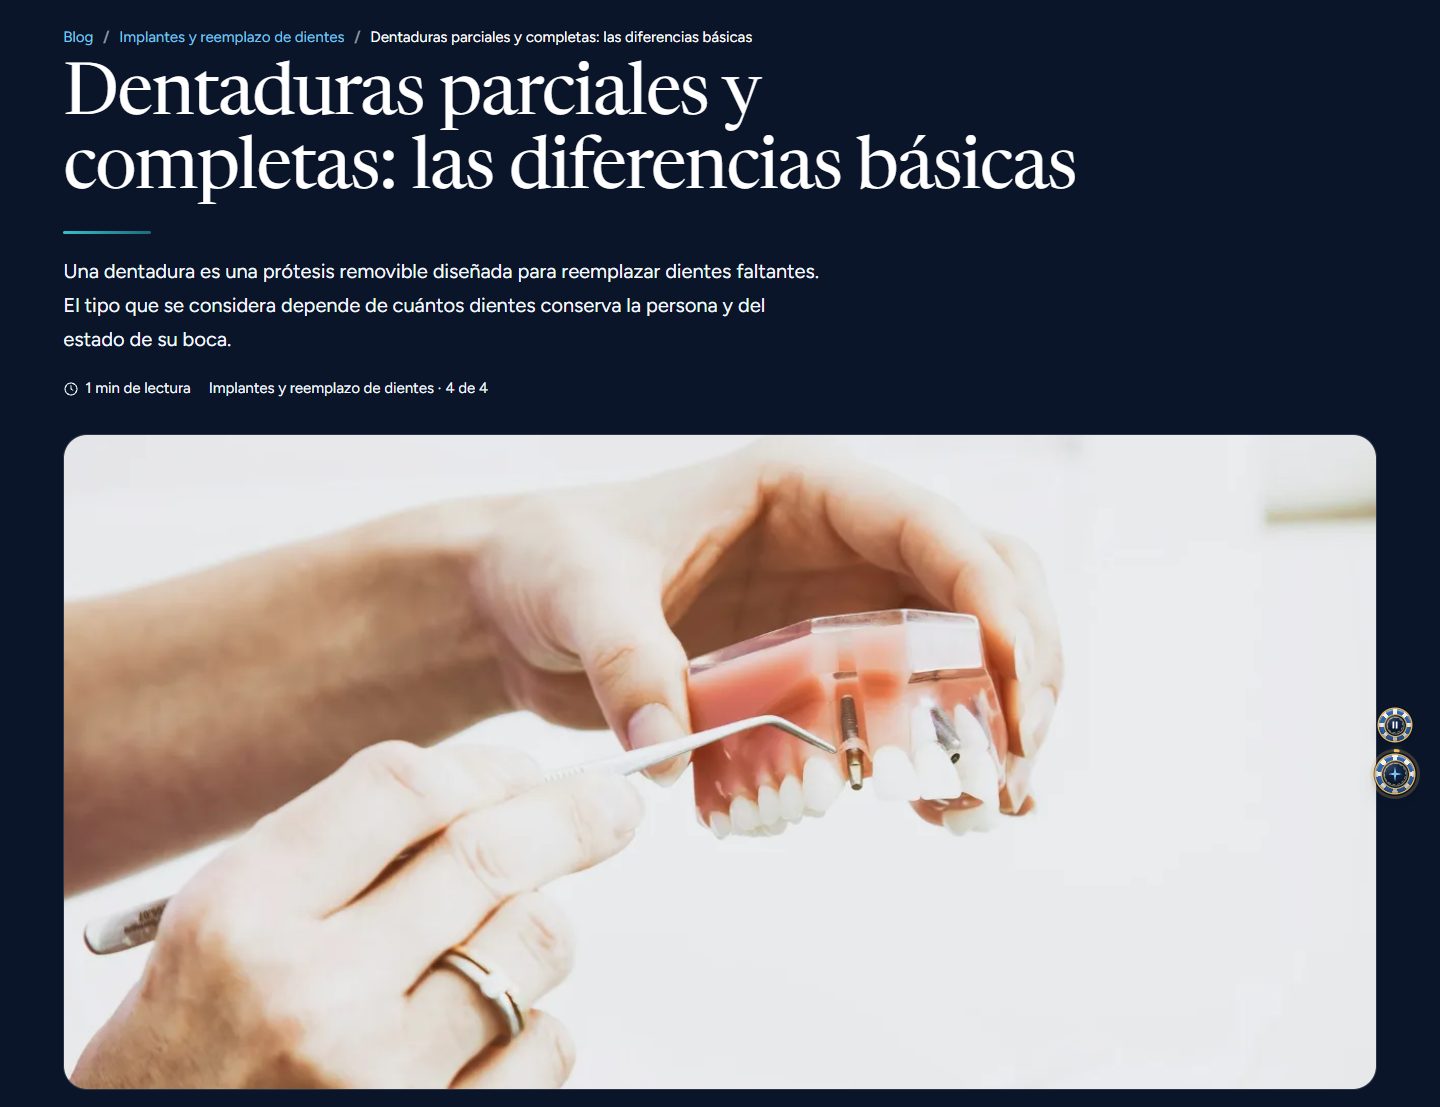 Blog / Implantes y reemplazo de dientes / Dentaduras parciales y completas: las diferencias básicas
Dentaduras parciales y
completas: las diferencias básicas
Una dentadura es una prótesis removible diseñada para reemplazar dientes faltantes.
El tipo que se considera depende de cuántos dientes conserva la persona y del
estado de su boca.
1 min de lectura Implantes y reemplazo de dientes · 4 de 4